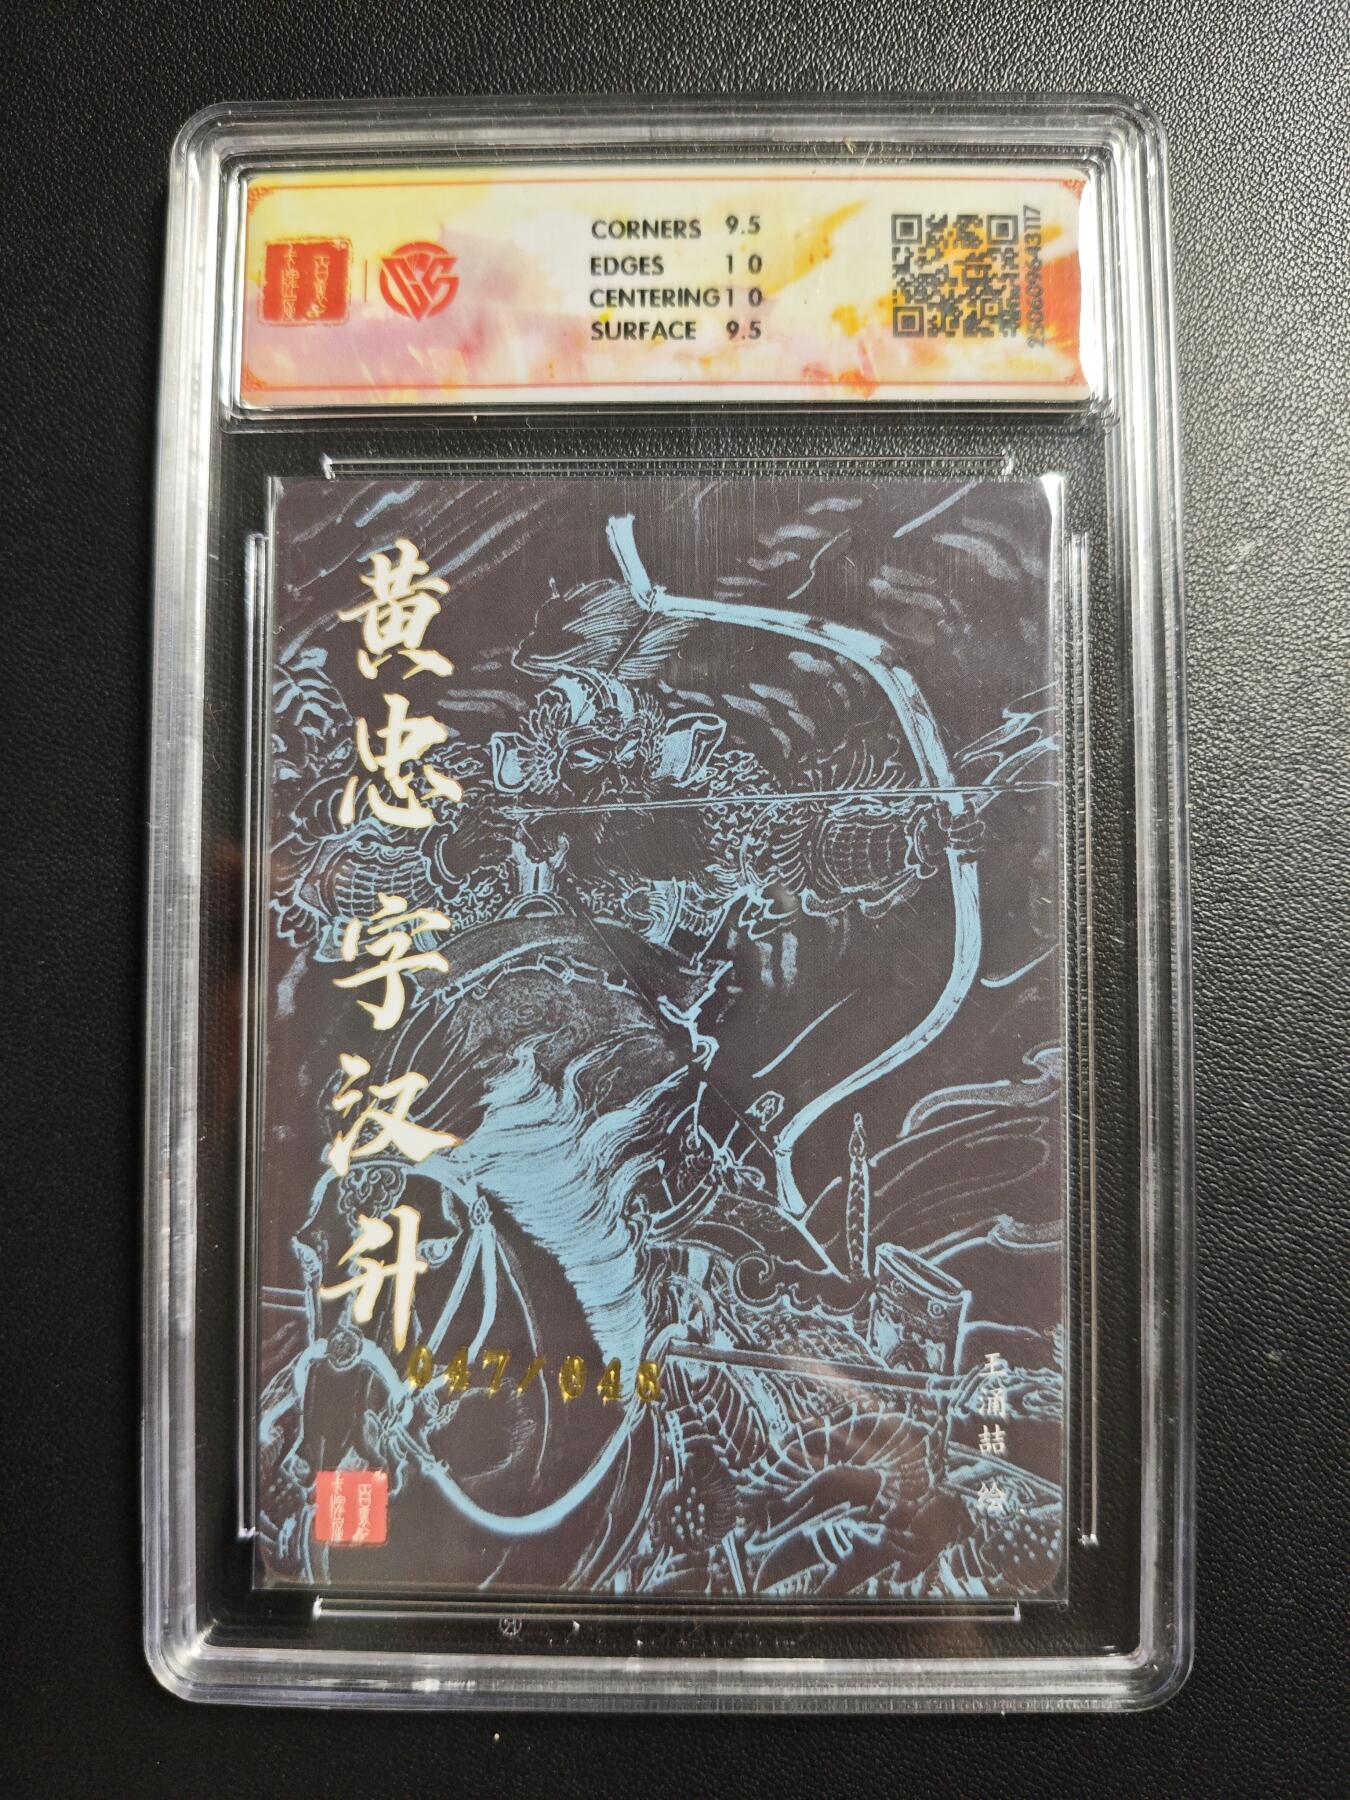 CORNERS 9.5
EDGES 10
CENTERING 10
SURFACE 9.5
250609643117
黄忠字汉升
047/048
王涌喆 绘